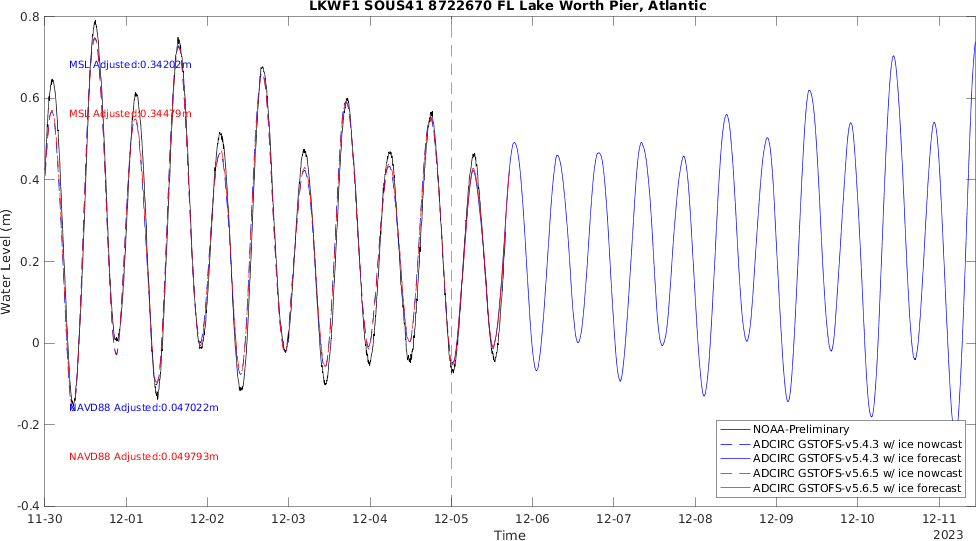 LKWF1 SOUS41 8722670 FL Lake Worth Pier, Atlantic
0.8
0.6
0.4
0.2
0
-0.2
-0.4
Water Level (m)
MSL Adjusted:0.34202m
MSL Adjusted:0.34479m
NAVD88 Adjusted:0.047022m
NAVD88 Adjusted:0.049793m
NOAA-Preliminary
ADCIRC GSTOFS-v5.4.3 w/ ice nowcast
ADCIRC GSTOFS-v5.4.3 w/ ice forecast
ADCIRC GSTOFS-v5.6.5 w/ ice nowcast
ADCIRC GSTOFS-v5.6.5 w/ ice forecast
11-30 12-01 12-02 12-03 12-04 12-05 12-06 12-07 12-08 12-09 12-10 12-11
Time
2023